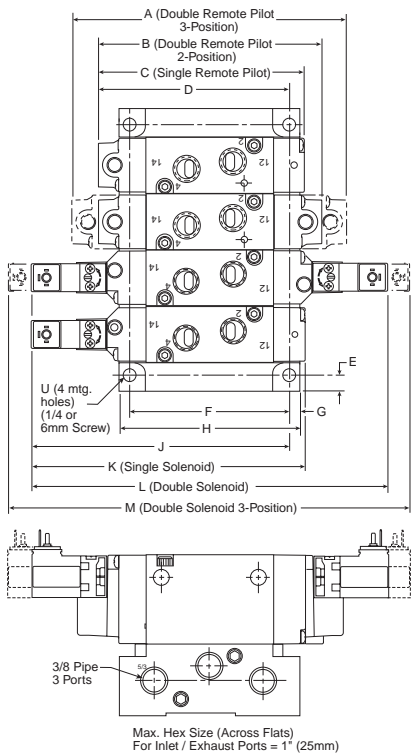 A (Double Remote Pilot
3-Position)
B (Double Remote Pilot
2-Position)
C (Single Remote Pilot)
D
2
14
12
4
2
14
12
4
2
14
12
4
2
14
12
4
E
U (4 mtg.
holes)
(1/4 or
6mm Screw)
F
G
H
J
K (Single Solenoid)
L (Double Solenoid)
M (Double Solenoid 3-Position)
3/8 Pipe
3 Ports
5/3
Max. Hex Size (Across Flats)
For Inlet / Exhaust Ports = 1" (25mm)